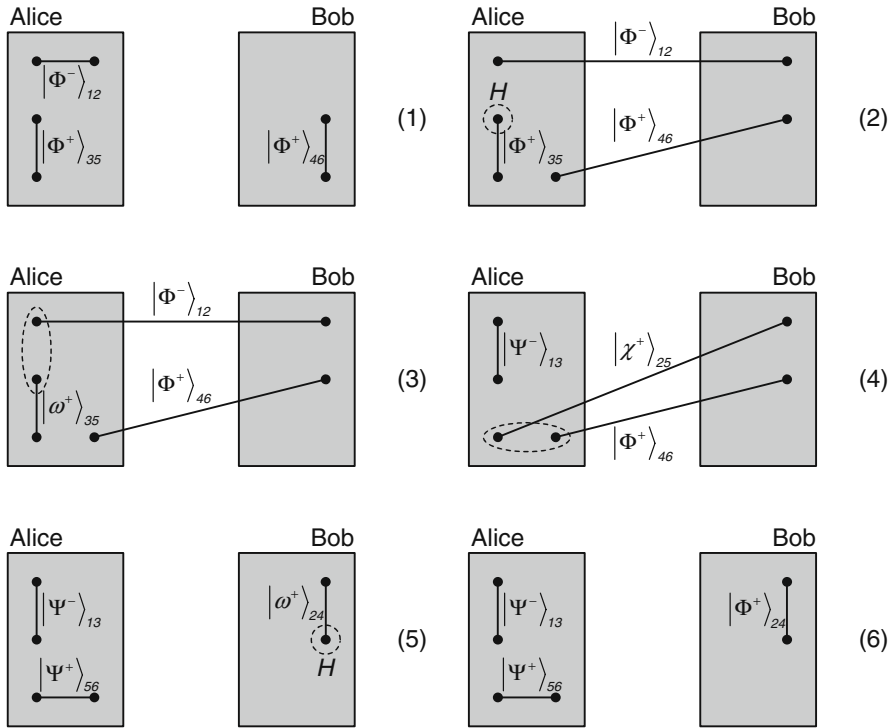 Alice Bob Alice Bob
|Φ⁻⟩₁₂ |Φ⁻⟩₁₂
H
|Φ⁺⟩₃₅ |Φ⁺⟩₄₆ (1) |Φ⁺⟩₃₅ |Φ⁺⟩₄₆ (2)
Alice Bob Alice Bob
|Φ⁻⟩₁₂ |Ψ⁻⟩₁₃ |χ⁺⟩₂₅
|ω⁺⟩₃₅ |Φ⁺⟩₄₆ (3) |Φ⁺⟩₄₆ (4)
Alice Bob Alice Bob
|Ψ⁻⟩₁₃ |ω⁺⟩₂₄ (5) |Ψ⁻⟩₁₃ |Φ⁺⟩₂₄ (6)
|Ψ⁺⟩₅₆ H |Ψ⁺⟩₅₆